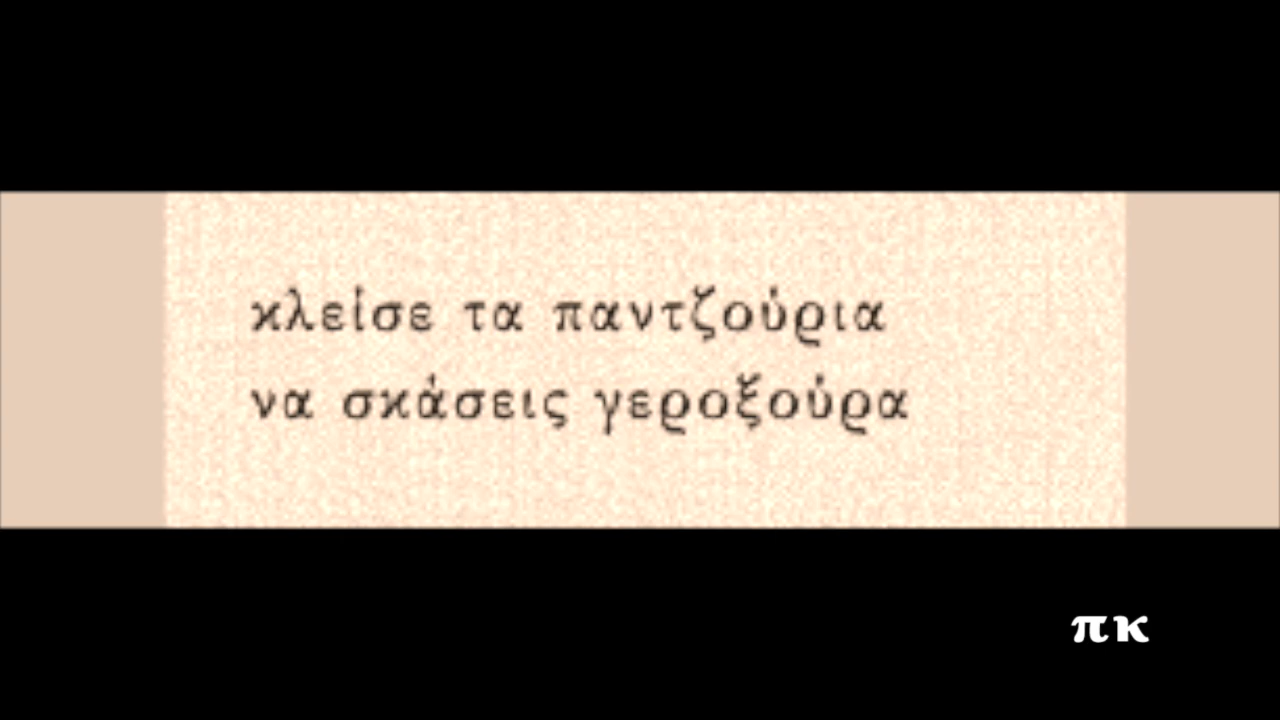 κλείσε τα παντζούρια
να σκάσεις γεροξούρα
πκ